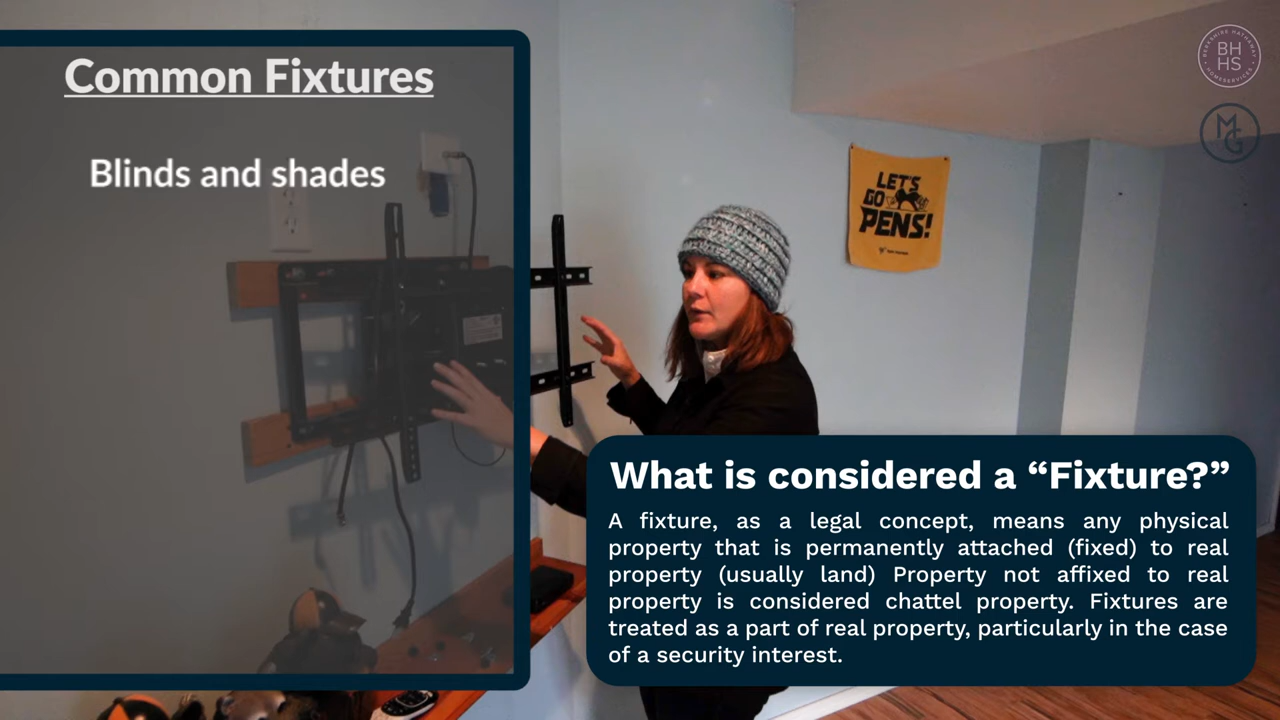 Common Fixtures
Blinds and shades
BERKSHIRE HATHAWAY
BH
HS
HOMESERVICES
MG
LET'S
GO
PENS!
What is considered a “Fixture?”
A fixture, as a legal concept, means any physical
property that is permanently attached (fixed) to real
property (usually land) Property not affixed to real
property is considered chattel property. Fixtures are
treated as a part of real property, particularly in the case
of a security interest.